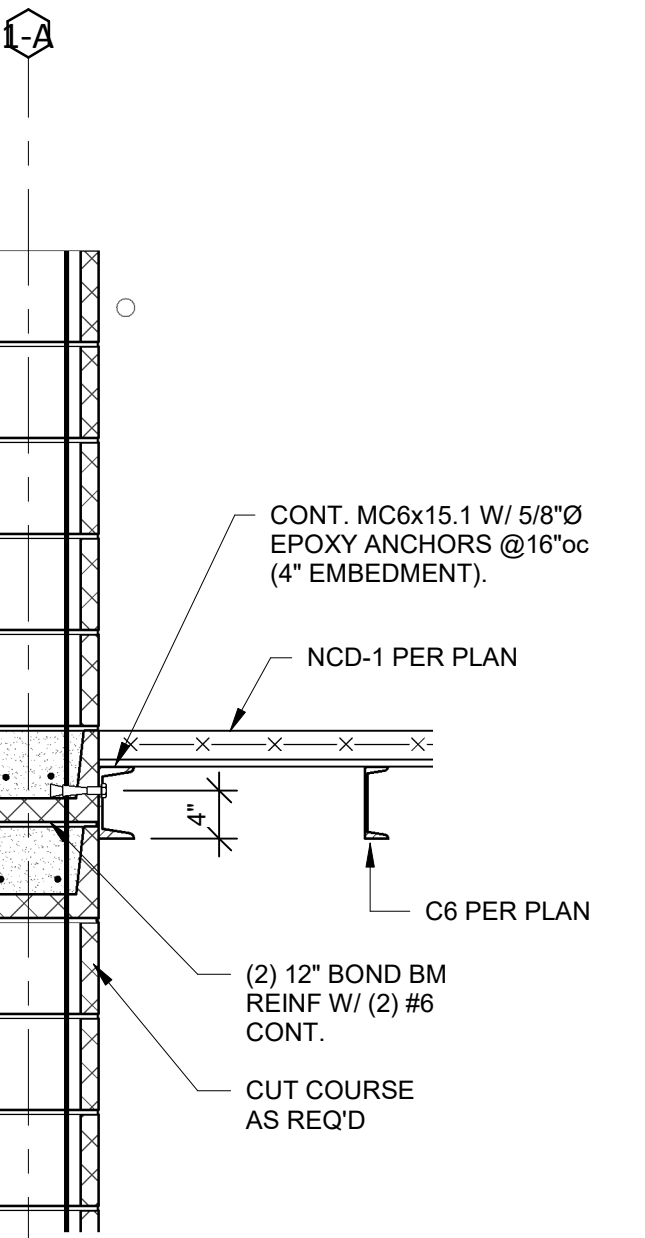 1-A
CONT. MC6x15.1 W/ 5/8"Ø
EPOXY ANCHORS @16"oc
(4" EMBEDMENT).
NCD-1 PER PLAN
4"
C6 PER PLAN
(2) 12" BOND BM
REINF W/ (2) #6
CONT.
CUT COURSE
AS REQ'D